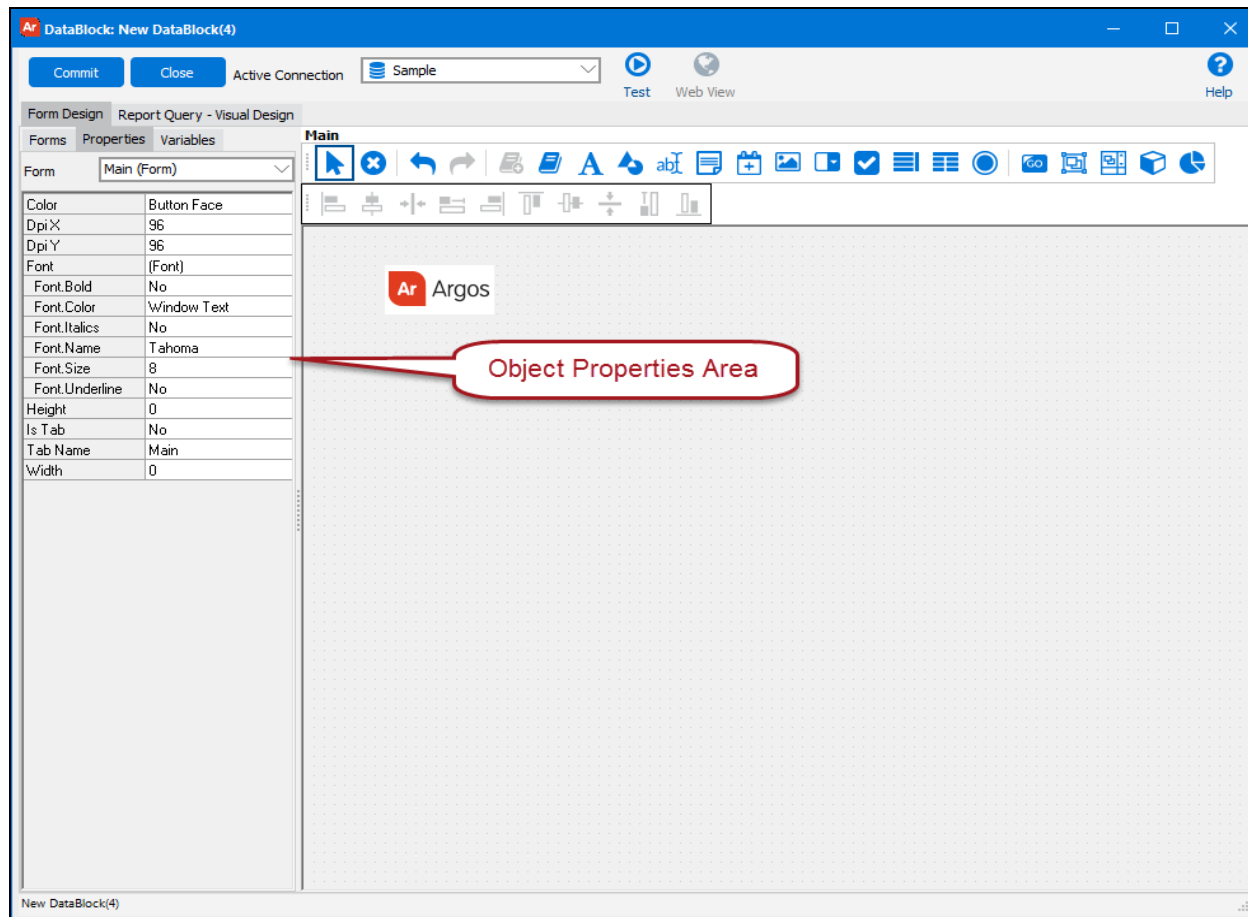 Ar DataBlock: New DataBlock(4)
Commit Close Active Connection Sample Test Web View Help
Form Design Report Query - Visual Design
Forms Properties Variables Main
Form Main (Form) A abI GO
Color Button Face
Dpi X 96
Dpi Y 96
Font (Font)
Font.Bold No
Font.Color Window Text
Font.Italics No
Font.Name Tahoma
Font.Size 8
Font.Underline No
Height 0
Is Tab No
Tab Name Main
Width 0
Ar Argos
Object Properties Area
New DataBlock(4)